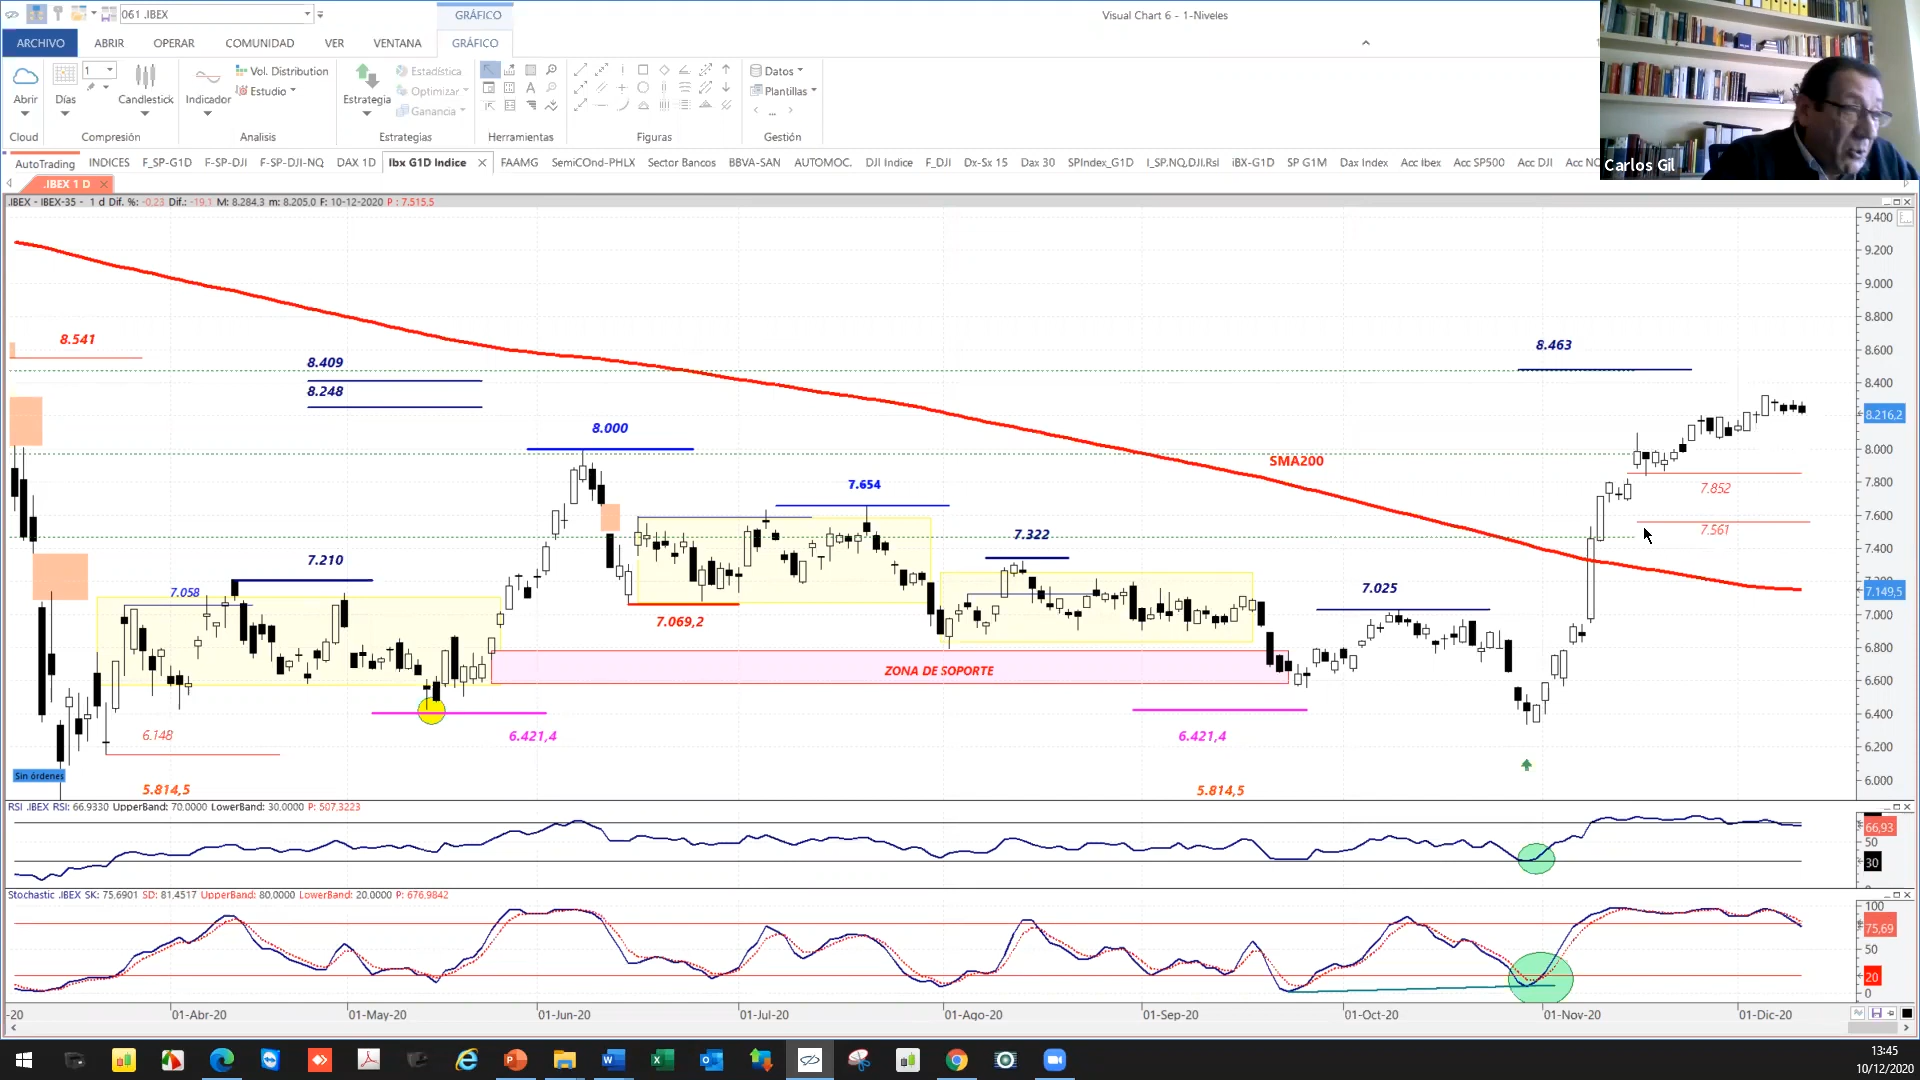 061 .IBEX
GRÁFICO
Visual Chart 6 - 1-Niveles
ARCHIVO ABRIR OPERAR COMUNIDAD VER VENTANA GRÁFICO
1
Vol. Distribution
Estudio
Estadística
Optimizar
Ganancia
Datos
Plantillas
Abrir Días Candlestick Indicador Estrategia
Cloud Compresión Analisis Estrategias Herramientas Figuras Gestión
Carlos Gil
AutoTrading INDICES F_SP-G1D F-SP-DJI F-SP-DJI-NQ DAX 1D Ibx G1D Indice FAAMG SemiCOnd-PHLX Sector Bancos BBVA-SAN AUTOMOC. DJI Indice F_DJI Dx-Sx 15 Dax 30 SPIndex_G1D I_SP,NQ,DJI,RsI iBX-G1D SP G1M Dax Index Acc Ibex Acc SP500 Acc DJI Acc NC
.IBEX 1 D
.IBEX - IBEX-35 - 1 d Dif. %: -0,23 Dif.: -19,1 M: 8.284,3 m: 8.205,0 F: 10-12-2020 P : 7.515,5
9.400
9.200
9.000
8.800
8.600
8.400
8.216,2
8.000
7.800
7.600
7.400
7.200
7.149,5
7.000
6.800
6.600
6.400
6.200
6.000
8.541
8.409
8.248
8.463
8.000
SMA200
7.654
7.852
7.561
7.322
7.210
7.058
7.025
7.069,2
ZONA DE SOPORTE
6.148
6.421,4
6.421,4
Sin órdenes
5.814,5
5.814,5
RSI .IBEX RSI: 66.9330 UpperBand: 70.0000 LowerBand: 30.0000 P: 507.3223
66,93
50
30
Stochastic .IBEX SK: 75,6901 SD: 81,4517 UpperBand: 80.0000 LowerBand: 20.0000 P: 676,9842
100
75,69
50
20
0
-20 01-Abr-20 01-May-20 01-Jun-20 01-Jul-20 01-Ago-20 01-Sep-20 01-Oct-20 01-Nov-20 01-Dic-20
13:45
10/12/2020